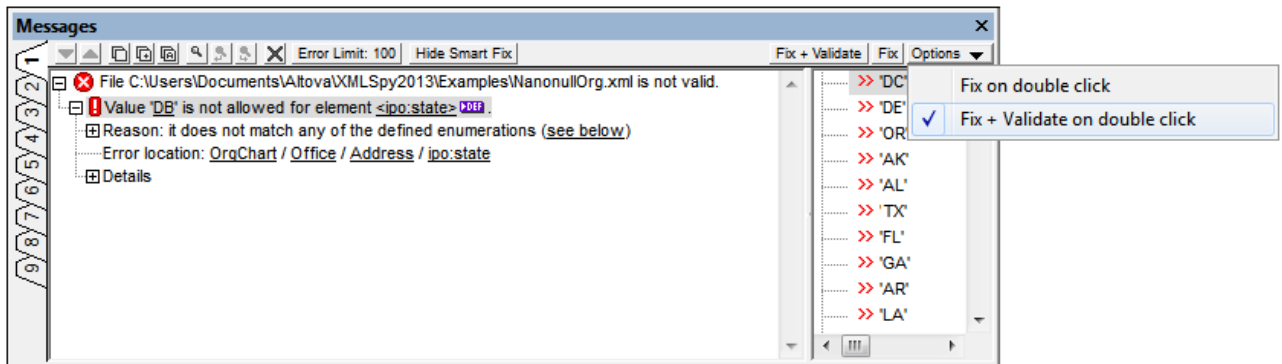 Messages
Error Limit: 100 Hide Smart Fix Fix + Validate Fix Options
1
2
3
4
5
6
7
8
9
File C:\Users\Documents\Altova\XMLSpy2013\Examples\NanonullOrg.xml is not valid.
Value 'DB' is not allowed for element <ipo:state> DEF .
Reason: it does not match any of the defined enumerations (see below)
Error location: OrgChart / Office / Address / ipo:state
Details
'DC'
'DE'
'OR'
'AK'
'AL'
'TX'
'FL'
'GA'
'AR'
'LA'
Fix on double click
Fix + Validate on double click